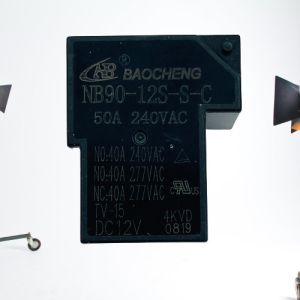 BAOCHENG
NB90-12S-S-C
50A 240VAC
NO:40A 240VAC
NO:40A 277VAC
NC:40A 277VAC
TV-15
4KVD
DC12V
0819